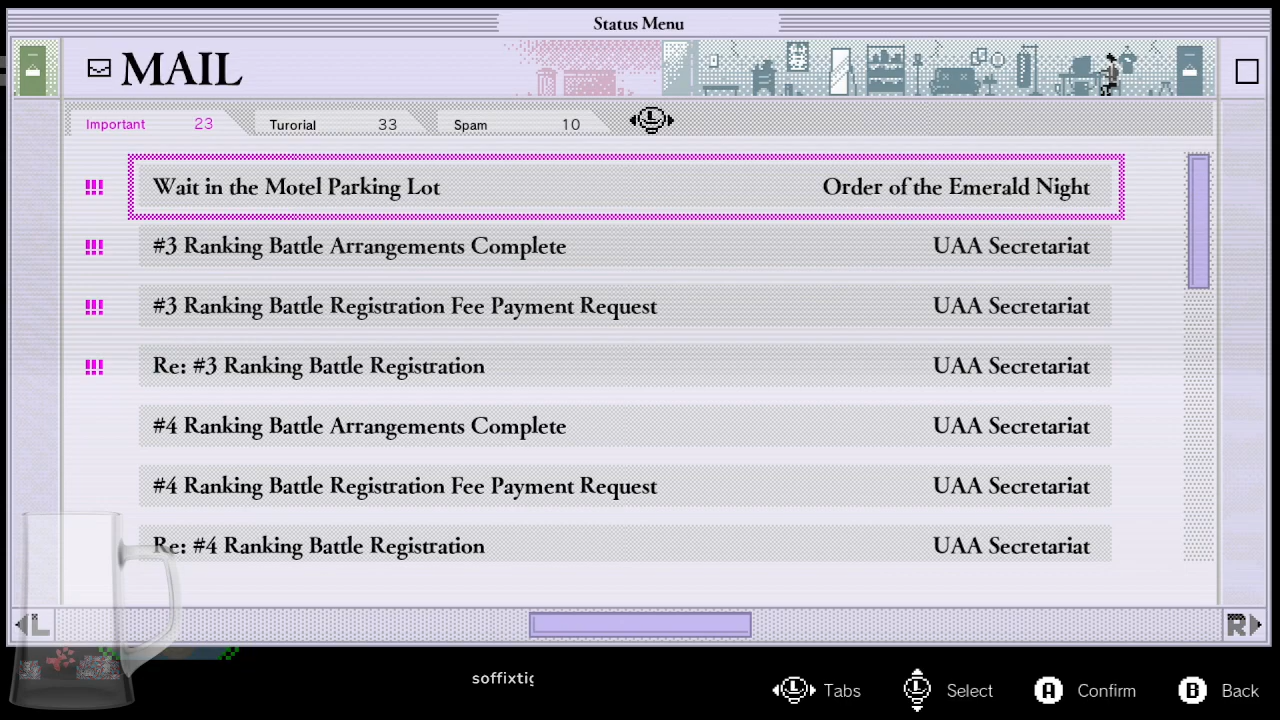 Status Menu
MAIL
Important 23
Turorial 33
Spam 10
L
!!! Wait in the Motel Parking Lot Order of the Emerald Night
!!! #3 Ranking Battle Arrangements Complete UAA Secretariat
!!! #3 Ranking Battle Registration Fee Payment Request UAA Secretariat
!!! Re: #3 Ranking Battle Registration UAA Secretariat
#4 Ranking Battle Arrangements Complete UAA Secretariat
#4 Ranking Battle Registration Fee Payment Request UAA Secretariat
Re: #4 Ranking Battle Registration UAA Secretariat
L R
soffixtig
L Tabs L Select A Confirm B Back